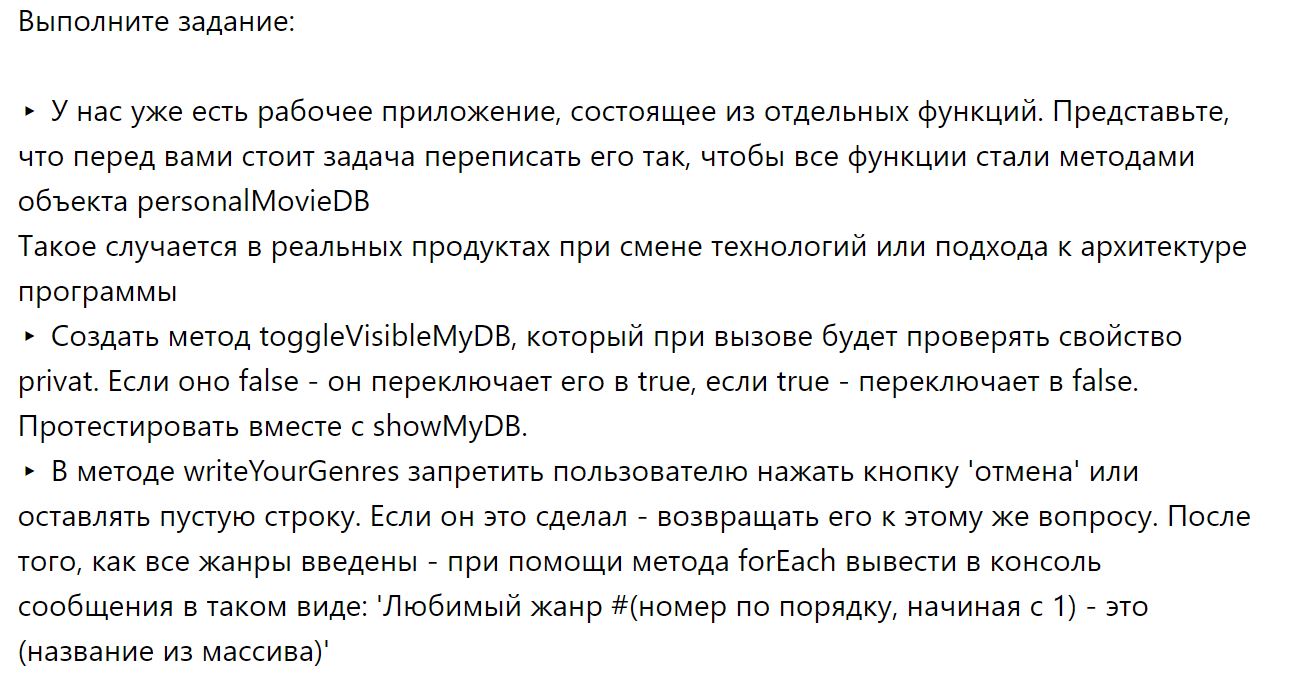 Выполните задание:
‣ У нас уже есть рабочее приложение, состоящее из отдельных функций. Представьте,
что перед вами стоит задача переписать его так, чтобы все функции стали методами
объекта personalMovieDB
Такое случается в реальных продуктах при смене технологий или подхода к архитектуре
программы
‣ Создать метод toggleVisibleMyDB, который при вызове будет проверять свойство
privat. Если оно false - он переключает его в true, если true - переключает в false.
Протестировать вместе с showMyDB.
‣ В методе writeYourGenres запретить пользователю нажать кнопку 'отмена' или
оставлять пустую строку. Если он это сделал - возвращать его к этому же вопросу. После
того, как все жанры введены - при помощи метода forEach вывести в консоль
сообщения в таком виде: 'Любимый жанр #(номер по порядку, начиная с 1) - это
(название из массива)'